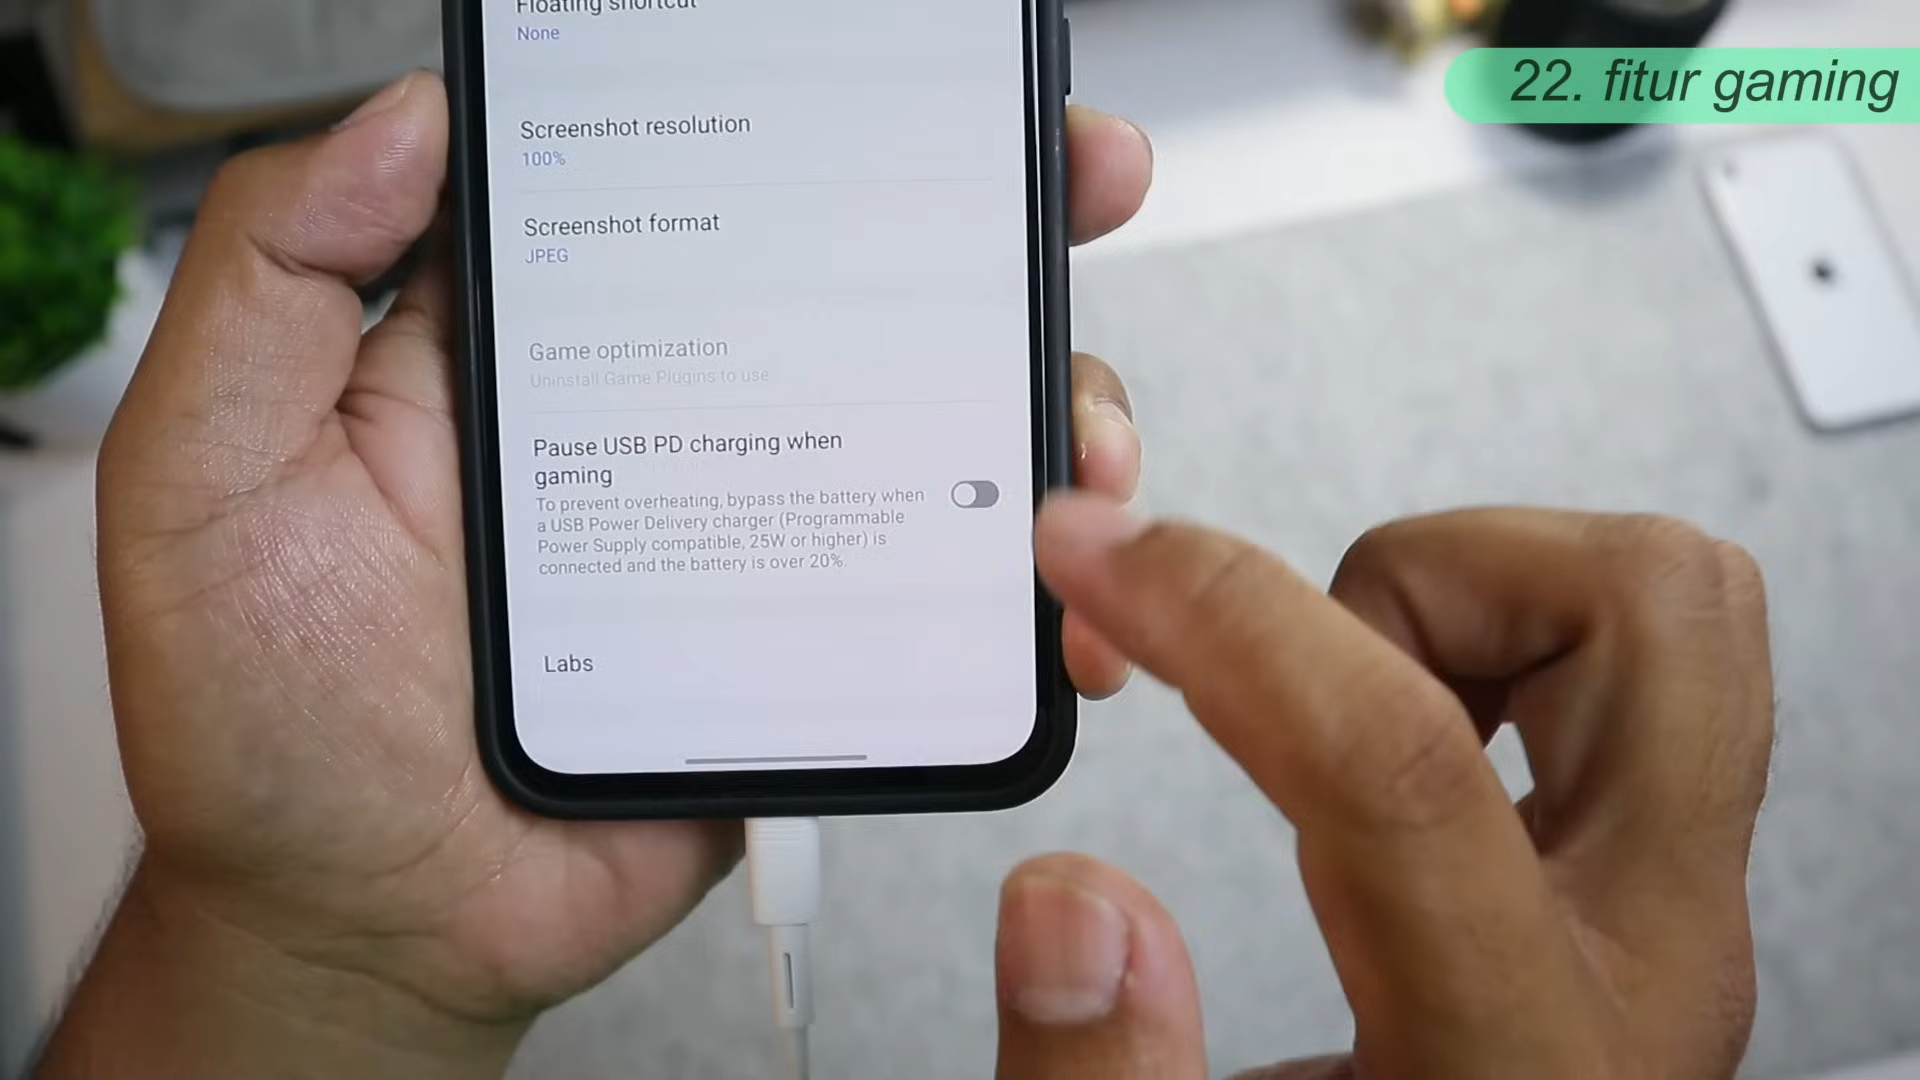 22. fitur gaming
Floating shortcut
None
Screenshot resolution
100%
Screenshot format
JPEG
Game optimization
Uninstall Game Plugins to use
Pause USB PD charging when
gaming
To prevent overheating, bypass the battery when
a USB Power Delivery charger (Programmable
Power Supply compatible, 25W or higher) is
connected and the battery is over 20%.
Labs